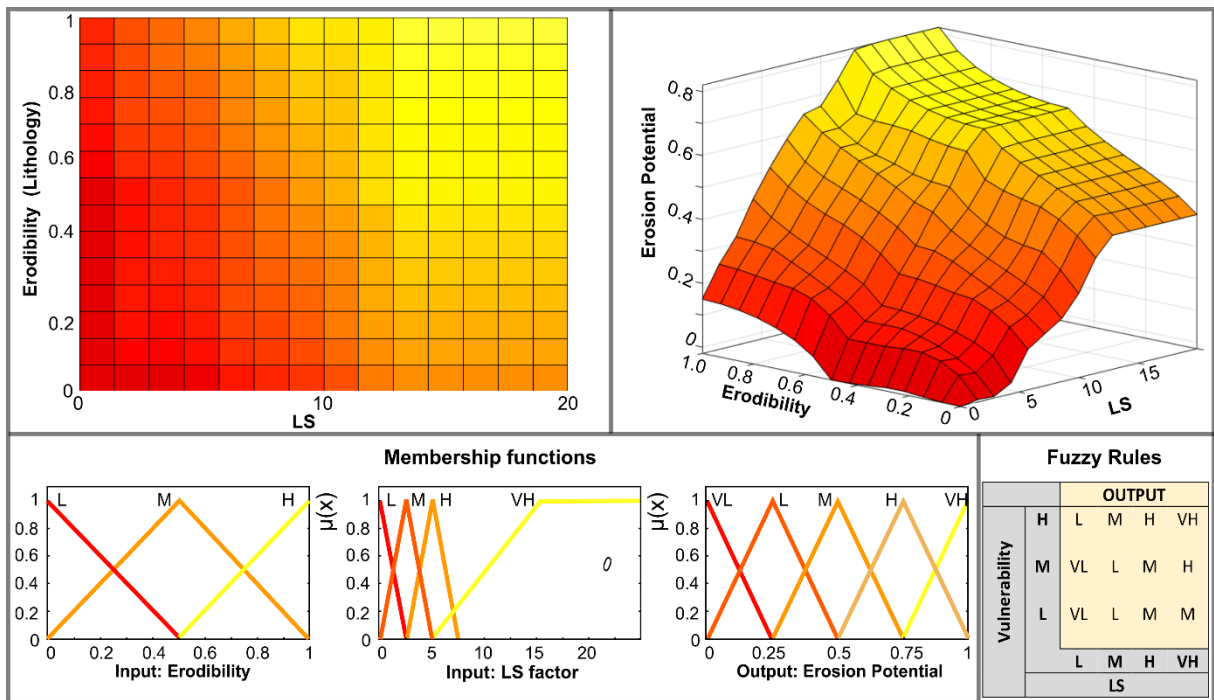 1
0.8
0.6
0.4
0.2
0
Erodibility (Lithology)
0 10 20
LS
0.8
0.6
0.4
0.2
0
Erosion Potential
1.0 0.8 0.6 0.4 0.2 0
Erodibility
0 5 10 15
LS
Membership functions
1
0.8
0.6
0.4
0.2
0
L M H
0 0.2 0.4 0.6 0.8 1
Input: Erodibility
μ(x)
1
0.8
0.6
0.4
0.2
0
L M H VH
0
0 5 10 15 20
Input: LS factor
μ(x)
1
0.8
0.6
0.4
0.2
0
VL L M H VH
0 0.25 0.5 0.75 1
Output: Erosion Potential
Fuzzy Rules
OUTPUT
Vulnerability
H L M H VH
M VL L M H
L VL L M M
L M H VH
LS